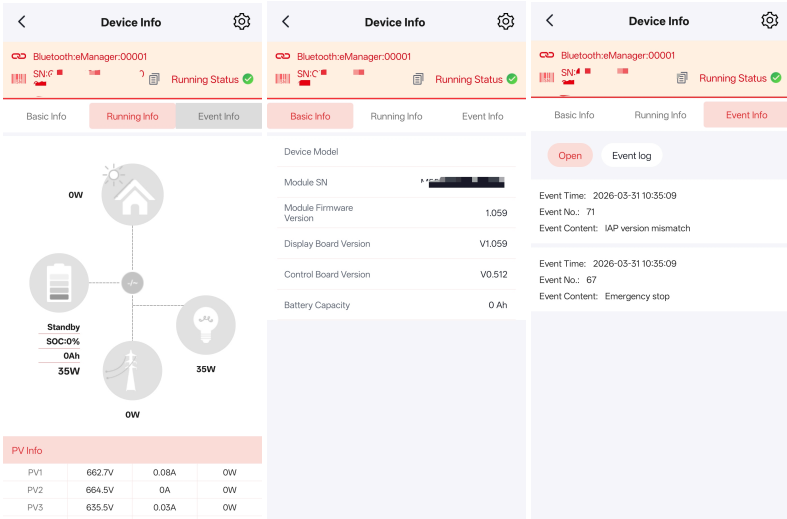 Device Info
Bluetooth:eManager:00001
SN:
Running Status
Basic Info Running Info Event Info
0W
Standby
SOC:0%
0Ah
35W
35W
0W
PV Info
PV1 662.7V 0.08A 0W
PV2 664.5V 0A 0W
PV3 635.5V 0.03A 0W
Device Info
Bluetooth:eManager:00001
SN:
Running Status
Basic Info Running Info Event Info
Device Model
Module SN
Module Firmware Version 1.059
Display Board Version V1.059
Control Board Version V0.512
Battery Capacity 0 Ah
Device Info
Bluetooth:eManager:00001
SN:
Running Status
Basic Info Running Info Event Info
Open Event log
Event Time: 2026-03-31 10:35:09
Event No.: 71
Event Content: IAP version mismatch
Event Time: 2026-03-31 10:35:09
Event No.: 67
Event Content: Emergency stop